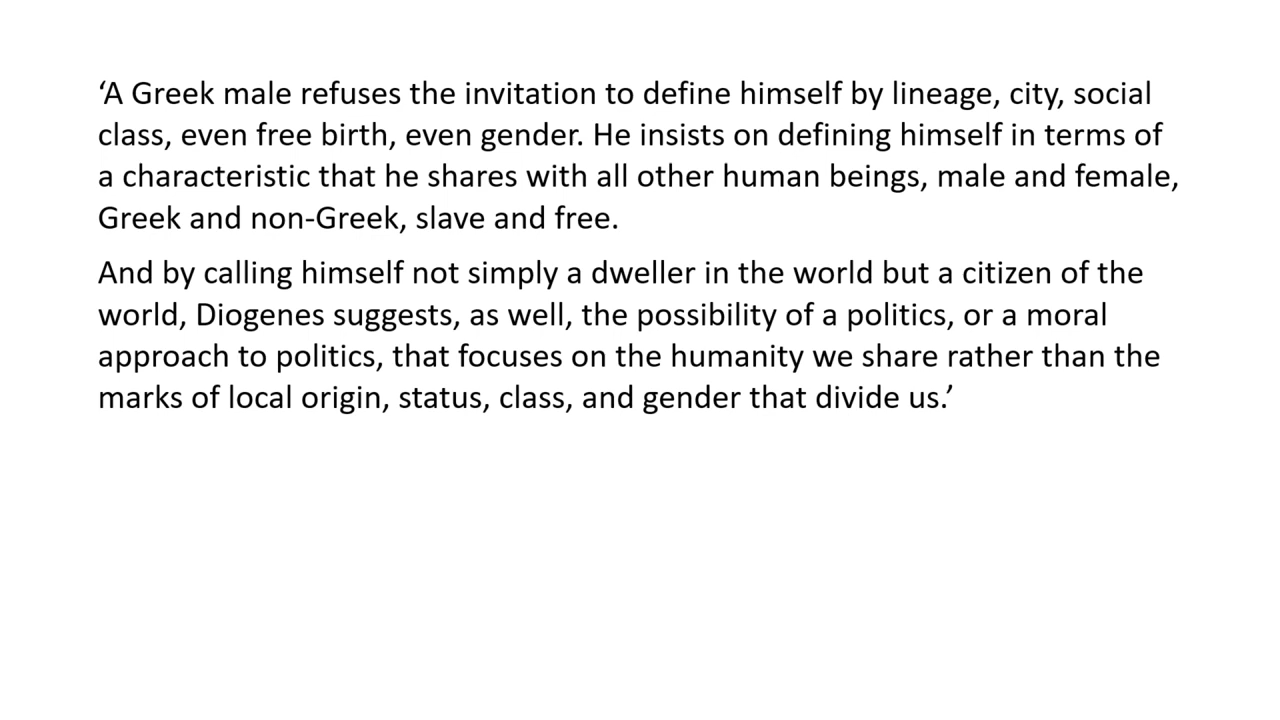 ‘A Greek male refuses the invitation to define himself by lineage, city, social
class, even free birth, even gender. He insists on defining himself in terms of
a characteristic that he shares with all other human beings, male and female,
Greek and non-Greek, slave and free.
And by calling himself not simply a dweller in the world but a citizen of the
world, Diogenes suggests, as well, the possibility of a politics, or a moral
approach to politics, that focuses on the humanity we share rather than the
marks of local origin, status, class, and gender that divide us.’